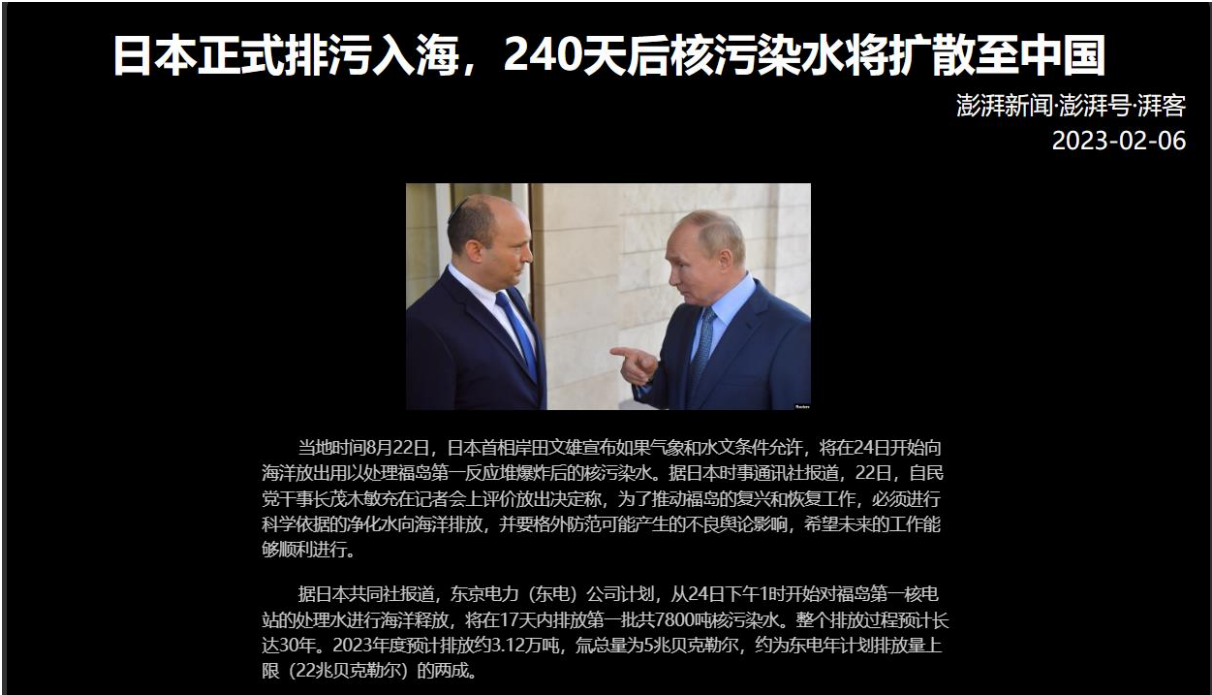 日本正式排污入海，240天后核污染水将扩散至中国
澎湃新闻·澎湃号·湃客
2023-02-06
Reuters
当地时间8月22日，日本首相岸田文雄宣布如果气象和水文条件允许，将在24日开始向
海洋放出用以处理福岛第一反应堆爆炸后的核污染水。据日本时事通讯社报道，22日，自民
党干事长茂木敏充在记者会上评价放出决定称，为了推动福岛的复兴和恢复工作，必须进行
科学依据的净化水向海洋排放，并要格外防范可能产生的不良舆论影响，希望未来的工作能
够顺利进行。
据日本共同社报道，东京电力（东电）公司计划，从24日下午1时开始对福岛第一核电
站的处理水进行海洋释放，将在17天内排放第一批共7800吨核污染水。整个排放过程预计长
达30年。2023年度预计排放约3.12万吨，氚总量为5兆贝克勒尔，约为东电年计划排放量上
限（22兆贝克勒尔）的两成。